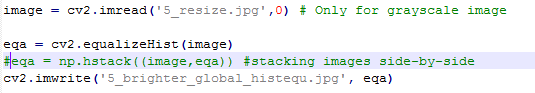 image = cv2.imread('5_resize.jpg',0) # Only for grayscale image
eqa = cv2.equalizeHist(image)
#eqa = np.hstack((image,eqa)) #stacking images side-by-side
cv2.imwrite('5_brighter_global_histequ.jpg', eqa)